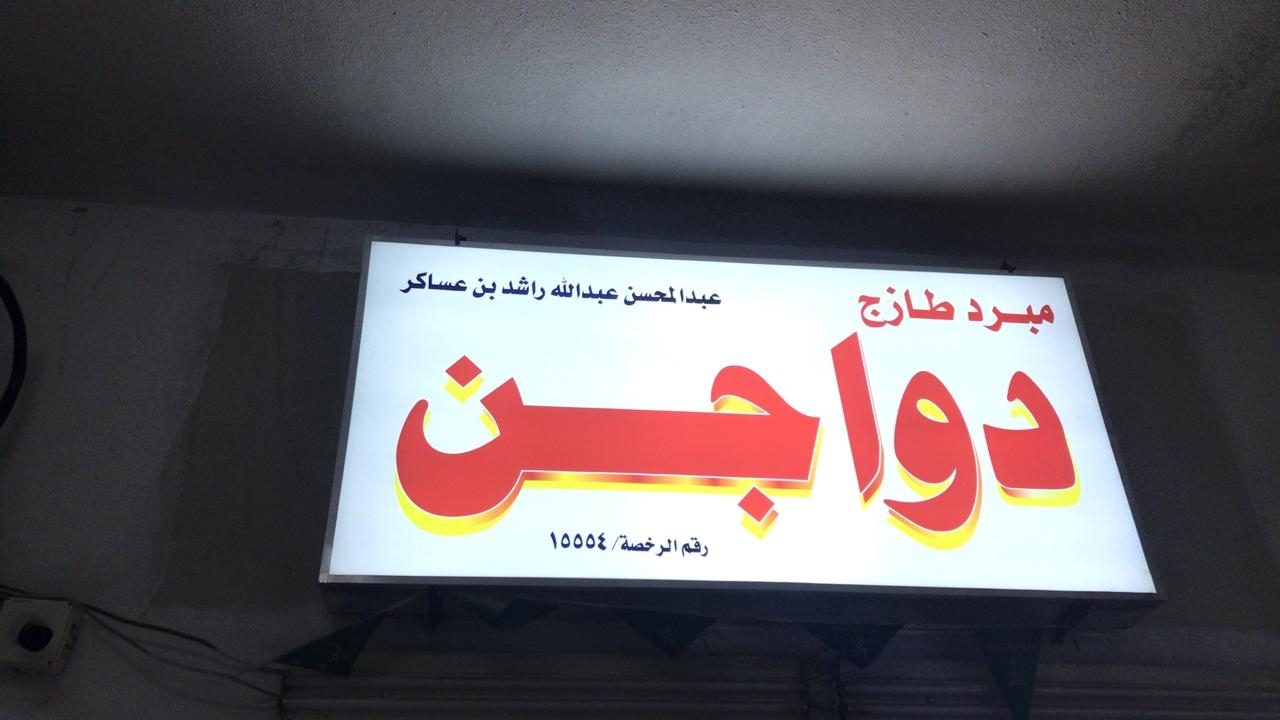 مبرد طازج
عبدالمحسن عبدالله راشد بن عساكر
دواجن
رقم الرخصة/ ١٥٥٥٤